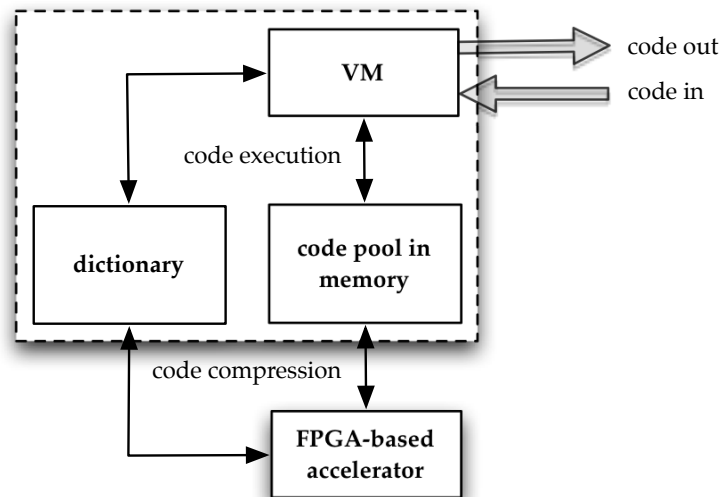 VM
code out
code in
code execution
dictionary
code pool in
memory
code compression
FPGA-based
accelerator